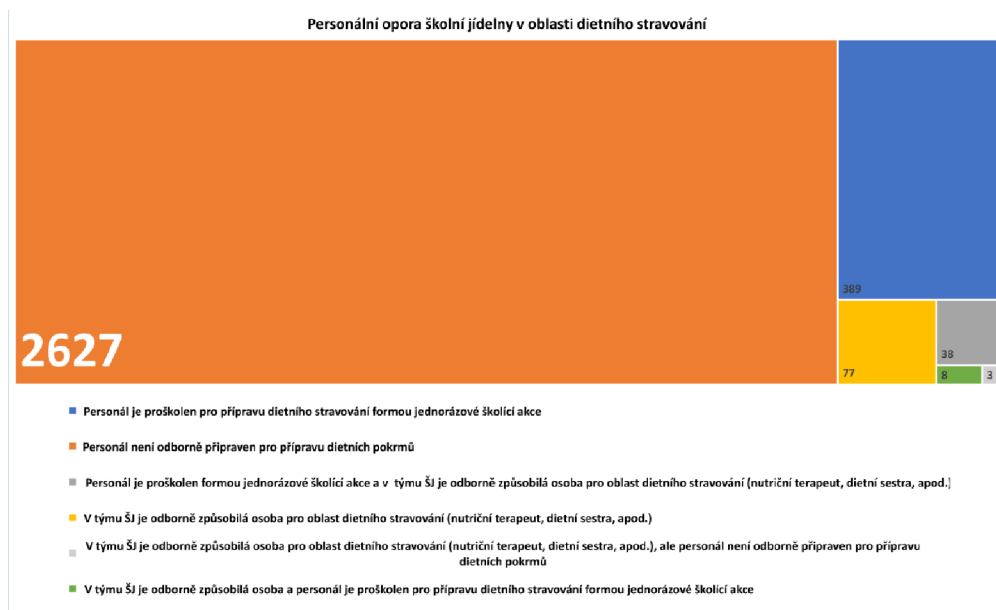 Personální opora školní jídelny v oblasti dietního stravování
389
2627
77
38
8
3
Personál je proškolen pro přípravu dietního stravování formou jednorázové školící akce
Personál není odborně připraven pro přípravu dietních pokrmů
Personál je proškolen formou jednorázové školící akce a v týmu ŠJ je odborně způsobilá osoba pro oblast dietního stravování (nutriční terapeut, dietní sestra, apod.)
V týmu ŠJ je odborně způsobilá osoba pro oblast dietního stravování (nutriční terapeut, dietní sestra, apod.)
V týmu ŠJ je odborně způsobilá osoba pro oblast dietního stravování (nutriční terapeut, dietní sestra, apod.), ale personál není odborně připraven pro přípravu
dietních pokrmů
V týmu ŠJ je odborně způsobilá osoba a personál je proškolen pro přípravu dietního stravování formou jednorázové školící akce